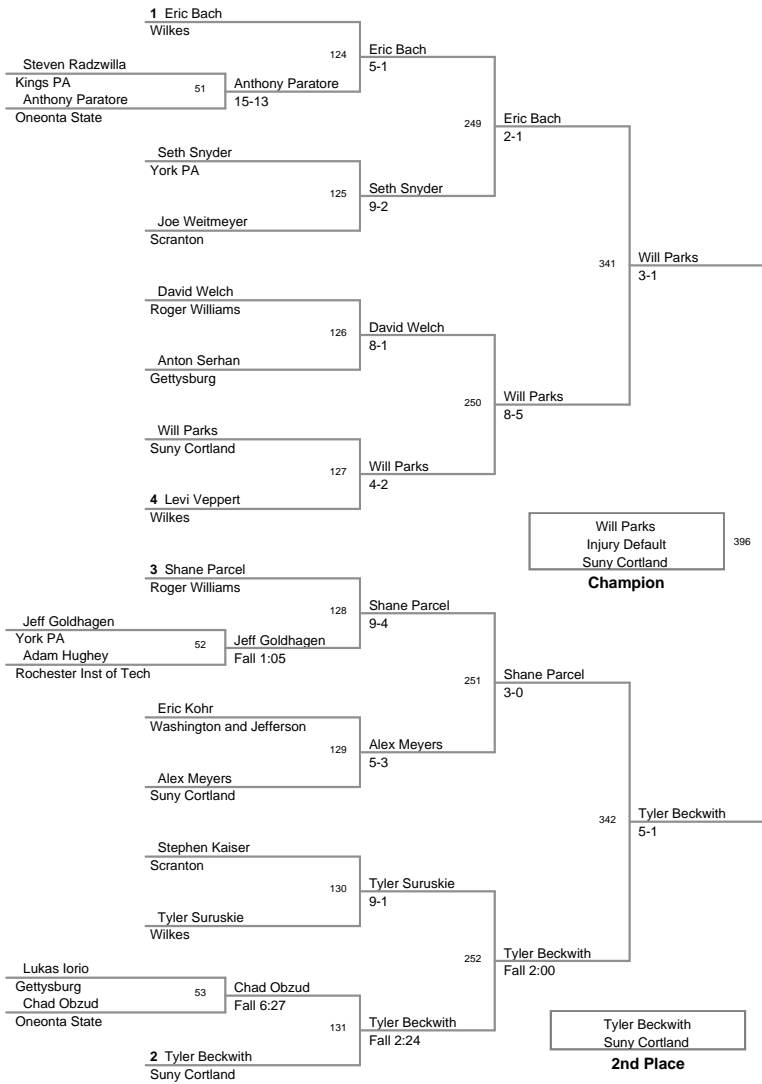 1 Eric Bach
Wilkes
124
Eric Bach
5-1
Steven Radzwilla
Kings PA
51
Anthony Paratore
15-13
Anthony Paratore
Oneonta State
249
Eric Bach
2-1
Seth Snyder
York PA
125
Seth Snyder
9-2
Joe Weitmeyer
Scranton
341
Will Parks
3-1
David Welch
Roger Williams
126
David Welch
8-1
Anton Serhan
Gettysburg
250
Will Parks
8-5
Will Parks
Suny Cortland
127
Will Parks
4-2
4 Levi Veppert
Wilkes
Will Parks
Injury Default
Suny Cortland
396
Champion
3 Shane Parcel
Roger Williams
128
Shane Parcel
9-4
Jeff Goldhagen
York PA
52
Jeff Goldhagen
Fall 1:05
Adam Hughey
Rochester Inst of Tech
251
Shane Parcel
3-0
Eric Kohr
Washington and Jefferson
129
Alex Meyers
5-3
Alex Meyers
Suny Cortland
342
Tyler Beckwith
5-1
Stephen Kaiser
Scranton
130
Tyler Suruskie
9-1
Tyler Suruskie
Wilkes
252
Tyler Beckwith
Fall 2:00
Lukas Iorio
Gettysburg
53
Chad Obzud
Fall 6:27
Chad Obzud
Oneonta State
131
Tyler Beckwith
Fall 2:24
2 Tyler Beckwith
Suny Cortland
Tyler Beckwith
Suny Cortland
2nd Place